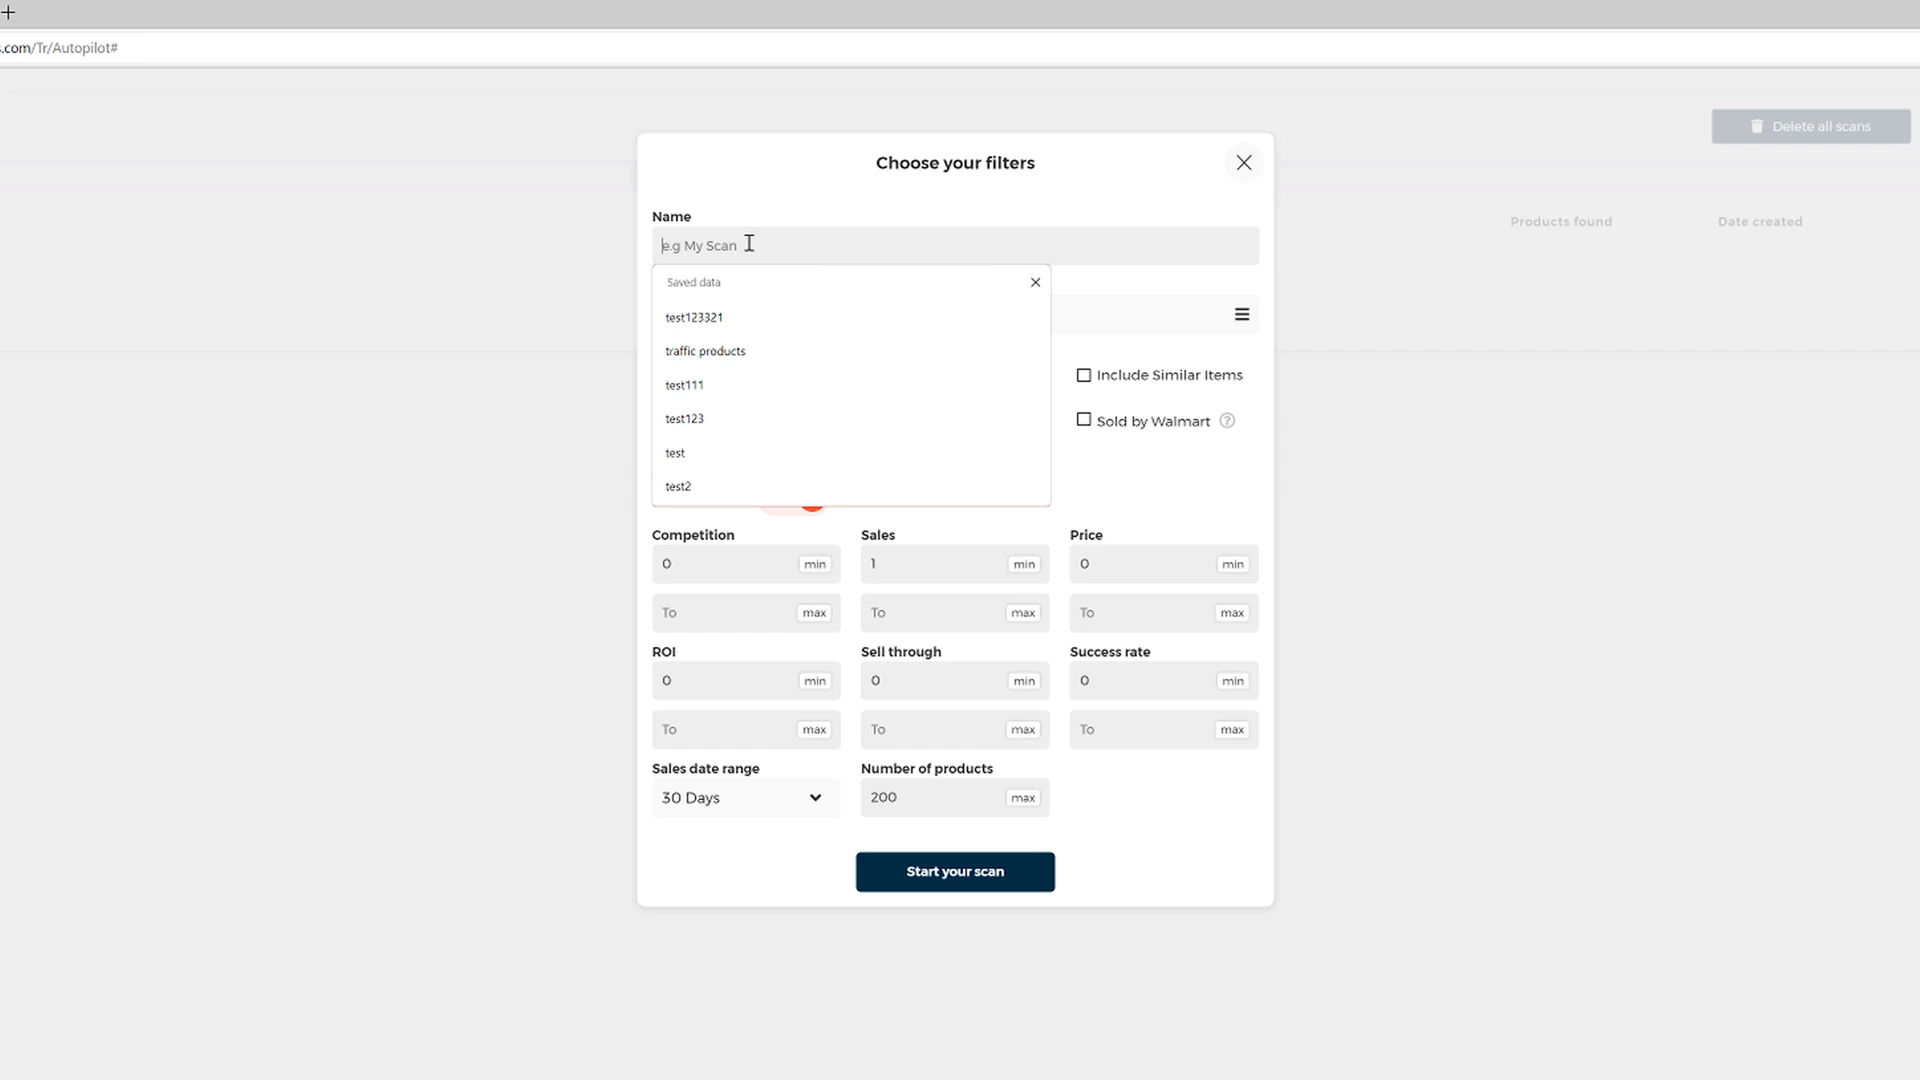 s.com/Tr/Autopilot#
Delete all scans
Choose your filters
Name
e.g My Scan
Products found
Date created
Saved data
test123321
traffic products
test111
test123
test
test2
Include Similar Items
Sold by Walmart ?
Competition
Sales
Price
0 min
1 min
0 min
To max
To max
To max
ROI
Sell through
Success rate
0 min
0 min
0 min
To max
To max
To max
Sales date range
Number of products
30 Days
200 max
Start your scan